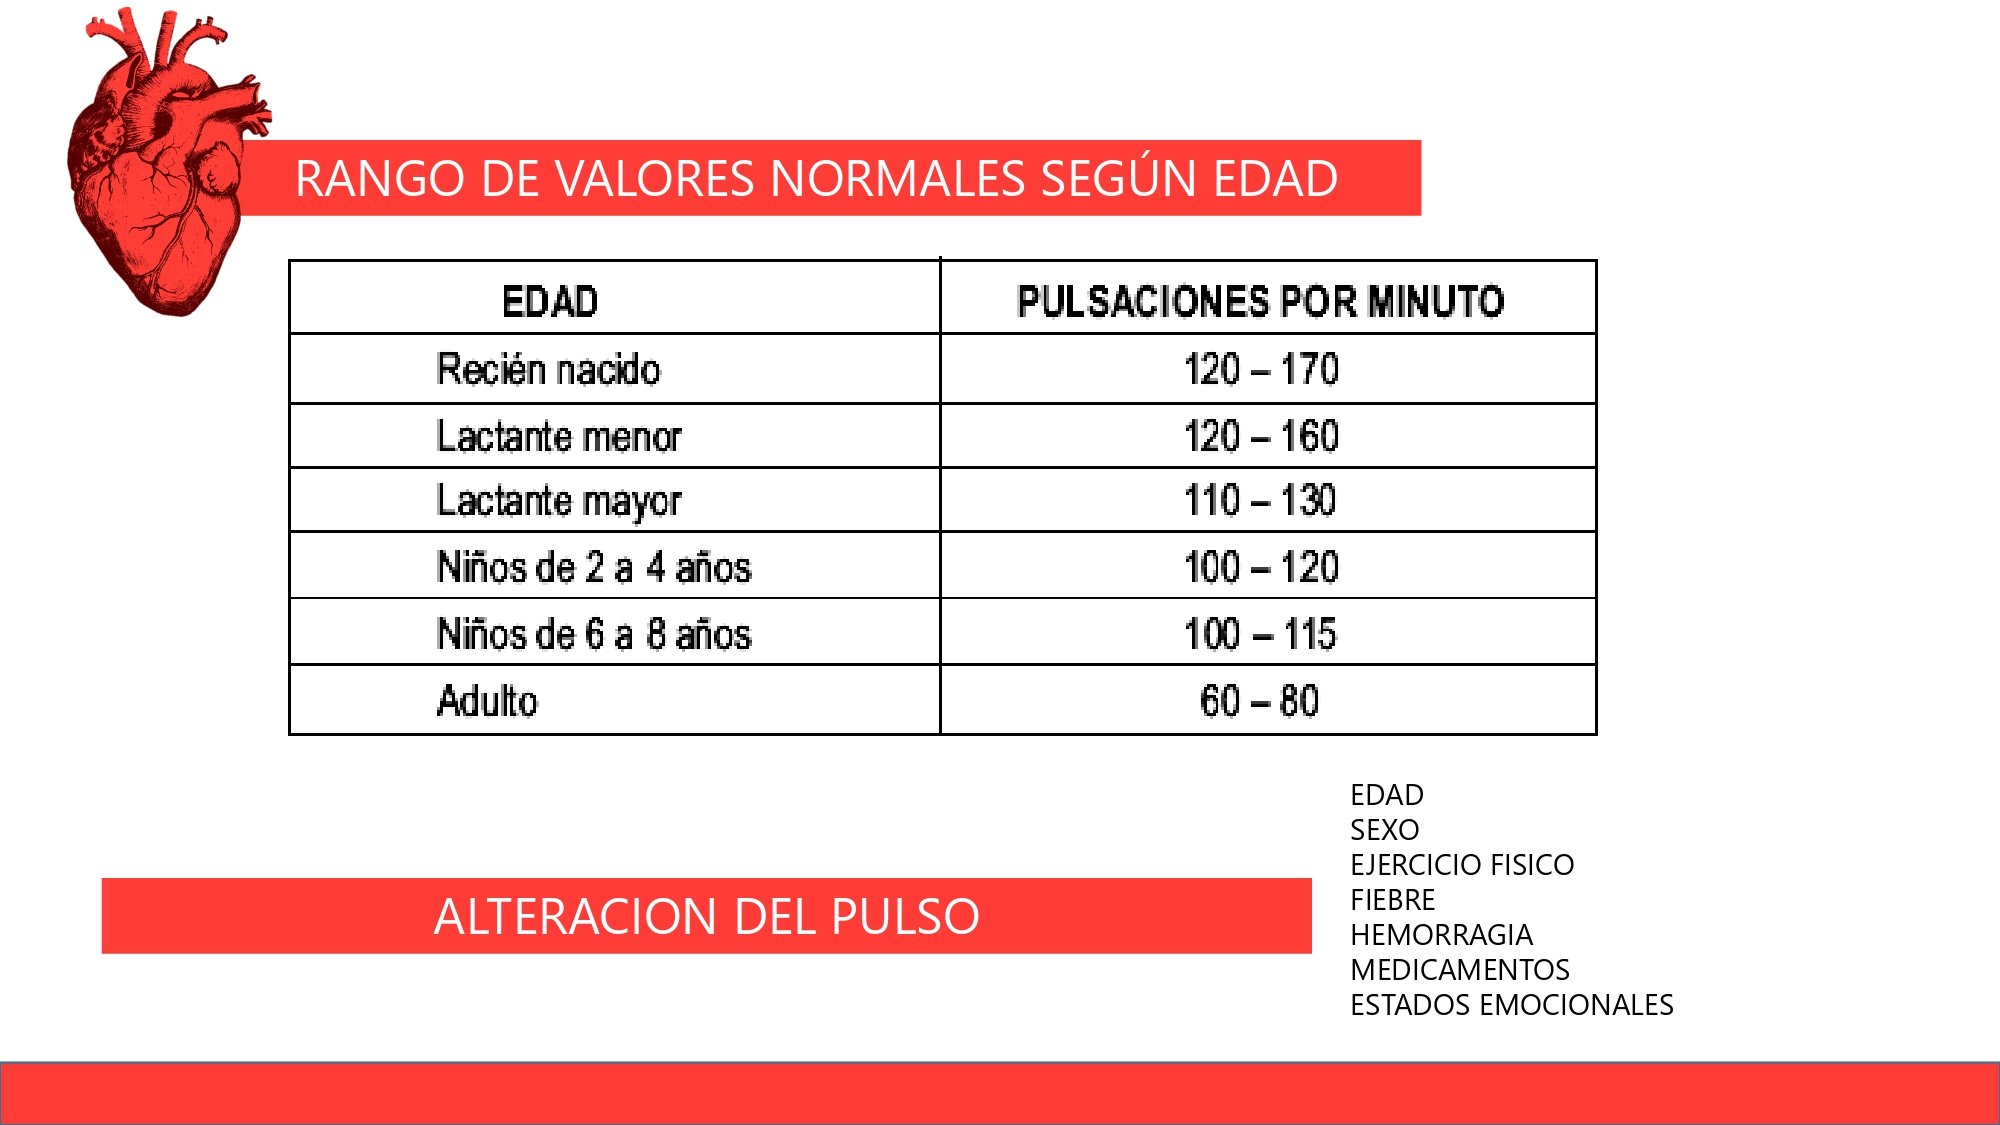 RANGO DE VALORES NORMALES SEGÚN EDAD
EDAD PULSACIONES POR MINUTO
Recién nacido 120 – 170
Lactante menor 120 – 160
Lactante mayor 110 – 130
Niños de 2 a 4 años 100 – 120
Niños de 6 a 8 años 100 – 115
Adulto 60 – 80
ALTERACION DEL PULSO
EDAD
SEXO
EJERCICIO FISICO
FIEBRE
HEMORRAGIA
MEDICAMENTOS
ESTADOS EMOCIONALES